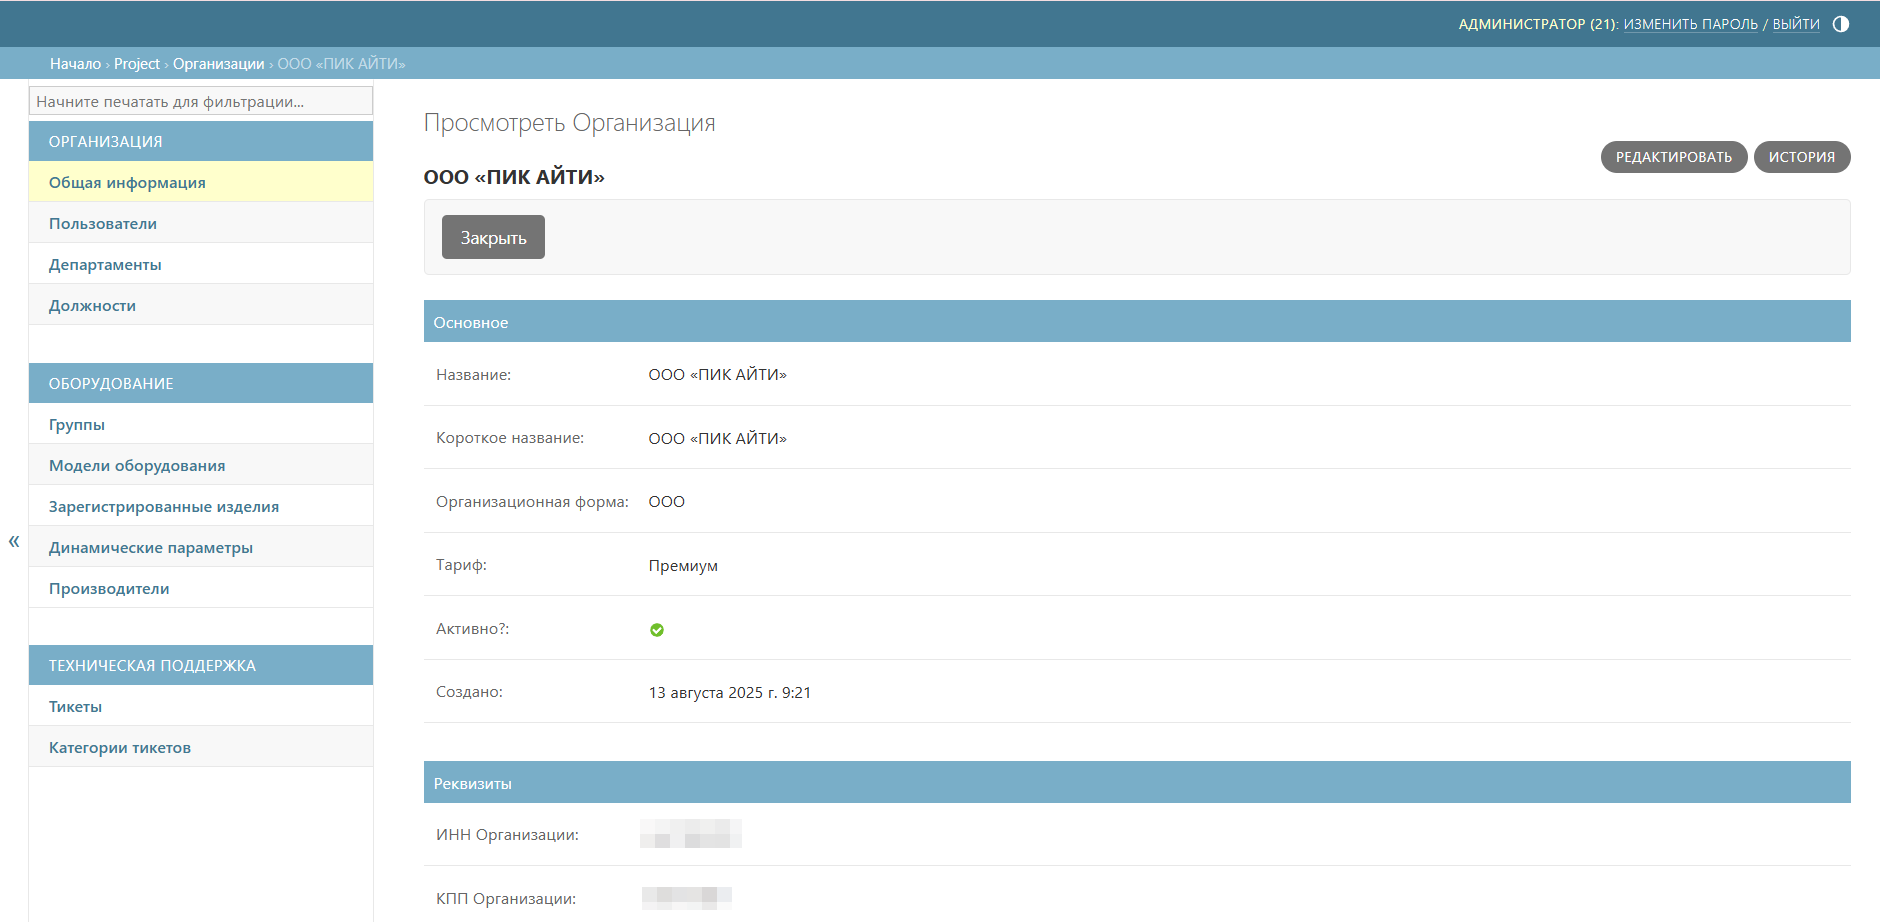 АДМИНИСТРАТОР (21): ИЗМЕНИТЬ ПАРОЛЬ / ВЫЙТИ
Начало › Project › Организации › ООО «ПИК АЙТИ»
Начните печатать для фильтрации...
ОРГАНИЗАЦИЯ
Общая информация
Пользователи
Департаменты
Должности
ОБОРУДОВАНИЕ
Группы
Модели оборудования
Зарегистрированные изделия
Динамические параметры
Производители
ТЕХНИЧЕСКАЯ ПОДДЕРЖКА
Тикеты
Категории тикетов
«
Просмотреть Организация
РЕДАКТИРОВАТЬ ИСТОРИЯ
ООО «ПИК АЙТИ»
Закрыть
Основное
Название: ООО «ПИК АЙТИ»
Короткое название: ООО «ПИК АЙТИ»
Организационная форма: ООО
Тариф: Премиум
Активно?:
Создано: 13 августа 2025 г. 9:21
Реквизиты
ИНН Организации:
КПП Организации: